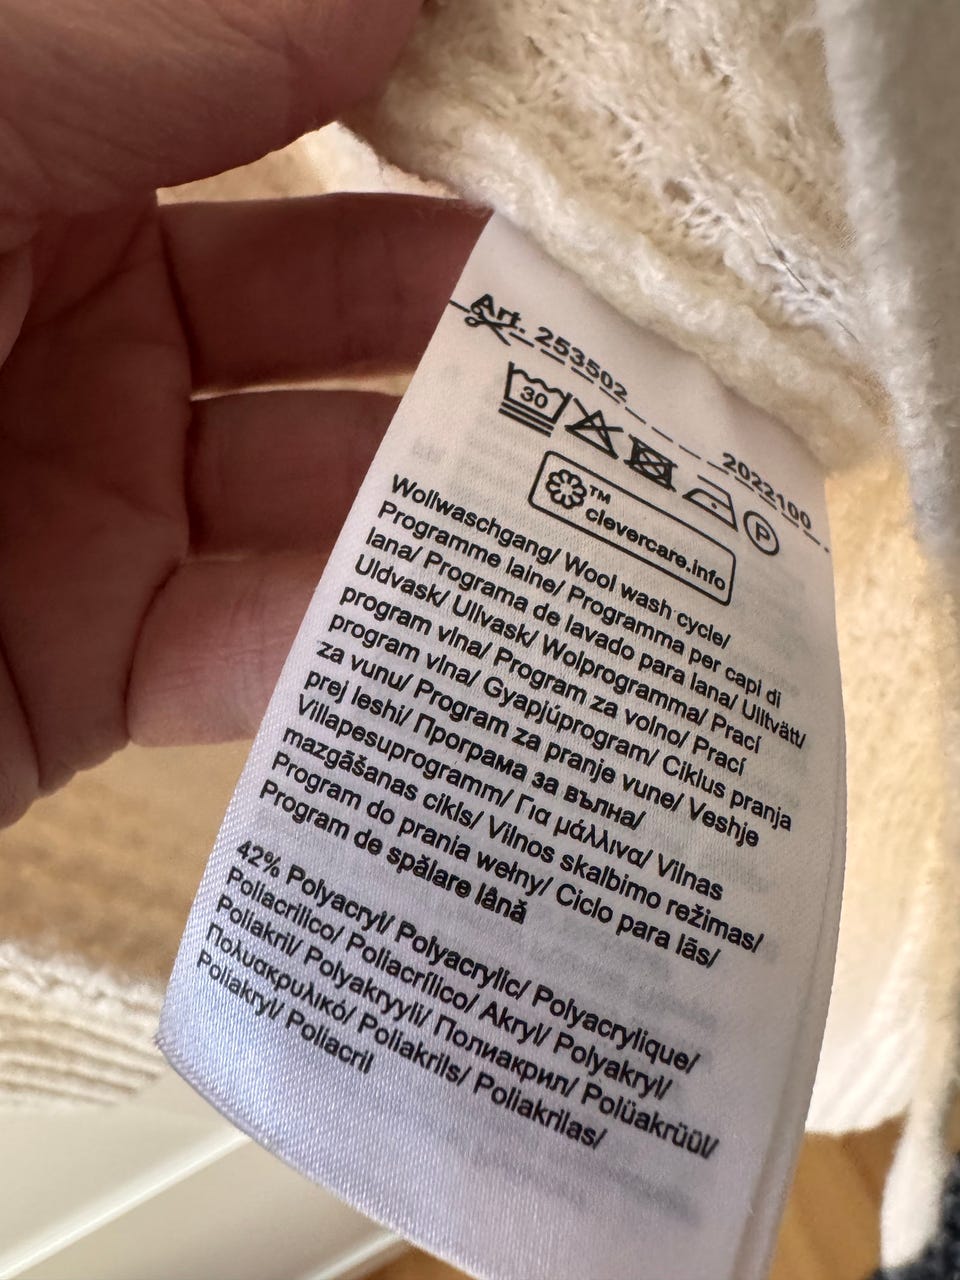 Art. 253502 2022100
30
P
™
clevercare.info
Wollwaschgang/ Wool wash cycle/
Programme laine/ Programma per capi di
lana/ Programa de lavado para lana/ Ulltvätt/
Uldvask/ Ullvask/ Wolprogramma/ Prací
program vlna/ Program za volno/ Prací
program vlna/ Gyapjúprogram/ Ciklus pranja
za vunu/ Program za pranje vune/ Veshje
prej leshi/ Програма за вълна/
Villapesuprogramm/ Για μάλλινα/ Vilnas
mazgāšanas cikls/ Vilnos skalbimo režimas/
Program do prania wełny/ Ciclo para lãs/
Program de spălare lână
42% Polyacryl/ Polyacrylic/ Polyacrylique/
Poliacrilico/ Poliacrílico/ Akryl/ Polyakryl/
Poliakril/ Polyakryyli/ Полиакрил/ Polüakrüül/
Πολυακρυλικό/ Poliakrils/ Poliakrilas/
Poliakryl/ Poliacril